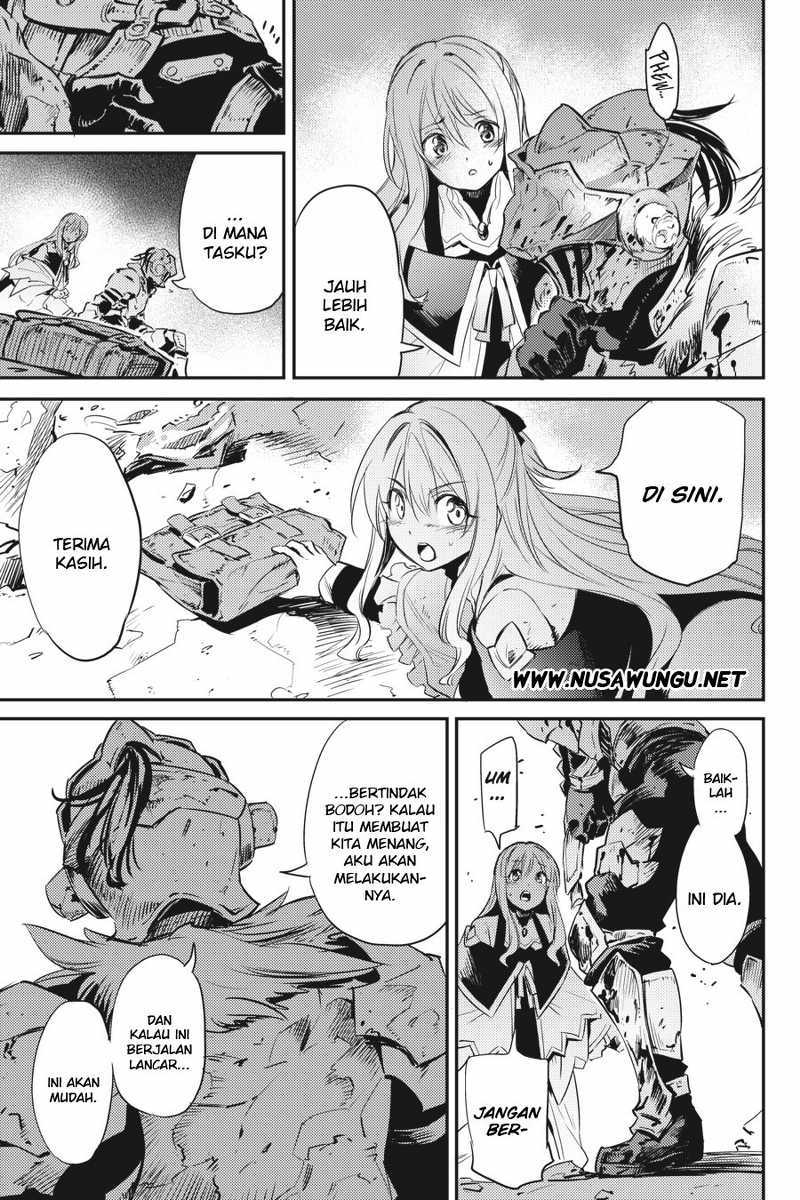 PHEW...
JAUH
LEBIH
BAIK.
...
DI MANA
TASKU?
DI SINI.
TERIMA
KASIH.
WWW.NUSAWUNGU.NET
BAIK-
LAH
...
INI DIA.
UM
...
JANGAN
BER-
...BERTINDAK
BODOH? KALAU
ITU MEMBUAT
KITA MENANG,
AKU AKAN
MELAKUKAN-
NYA.
DAN
KALAU INI
BERJALAN
LANCAR...
INI AKAN
MUDAH.